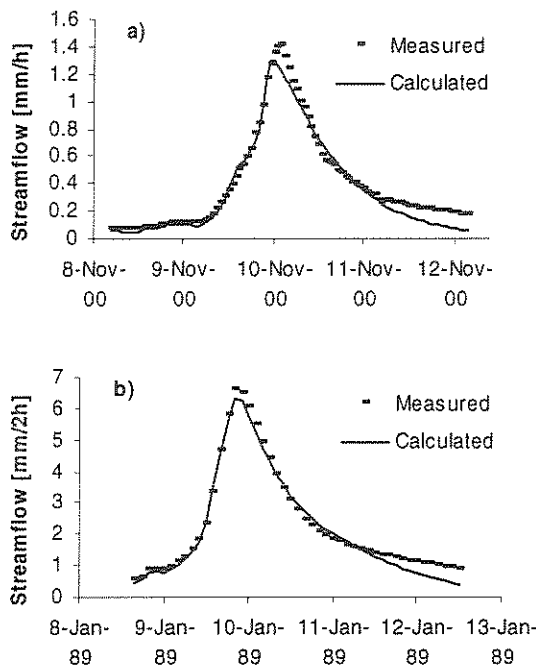 a)
Measured
Calculated
Streamflow [mm/h]
1.6
1.4
1.2
1
0.8
0.6
0.4
0.2
0
8-Nov-
00
9-Nov-
00
10-Nov-
00
11-Nov-
00
12-Nov-
00
b)
Measured
Calculated
Streamflow [mm/2h]
7
6
5
4
3
2
1
0
8-Jan-
89
9-Jan-
89
10-Jan-
89
11-Jan-
89
12-Jan-
89
13-Jan-
89